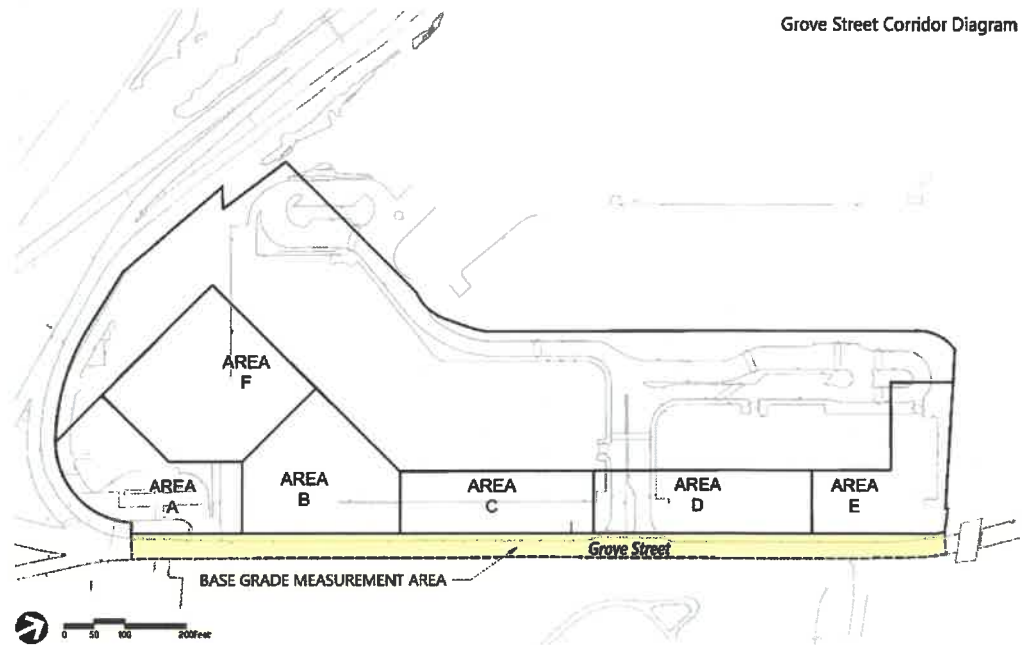 Grove Street Corridor Diagram
AREA
F
AREA
A
AREA
B
AREA
C
AREA
D
AREA
E
Grove Street
BASE GRADE MEASUREMENT AREA
0 50 100 200Feet